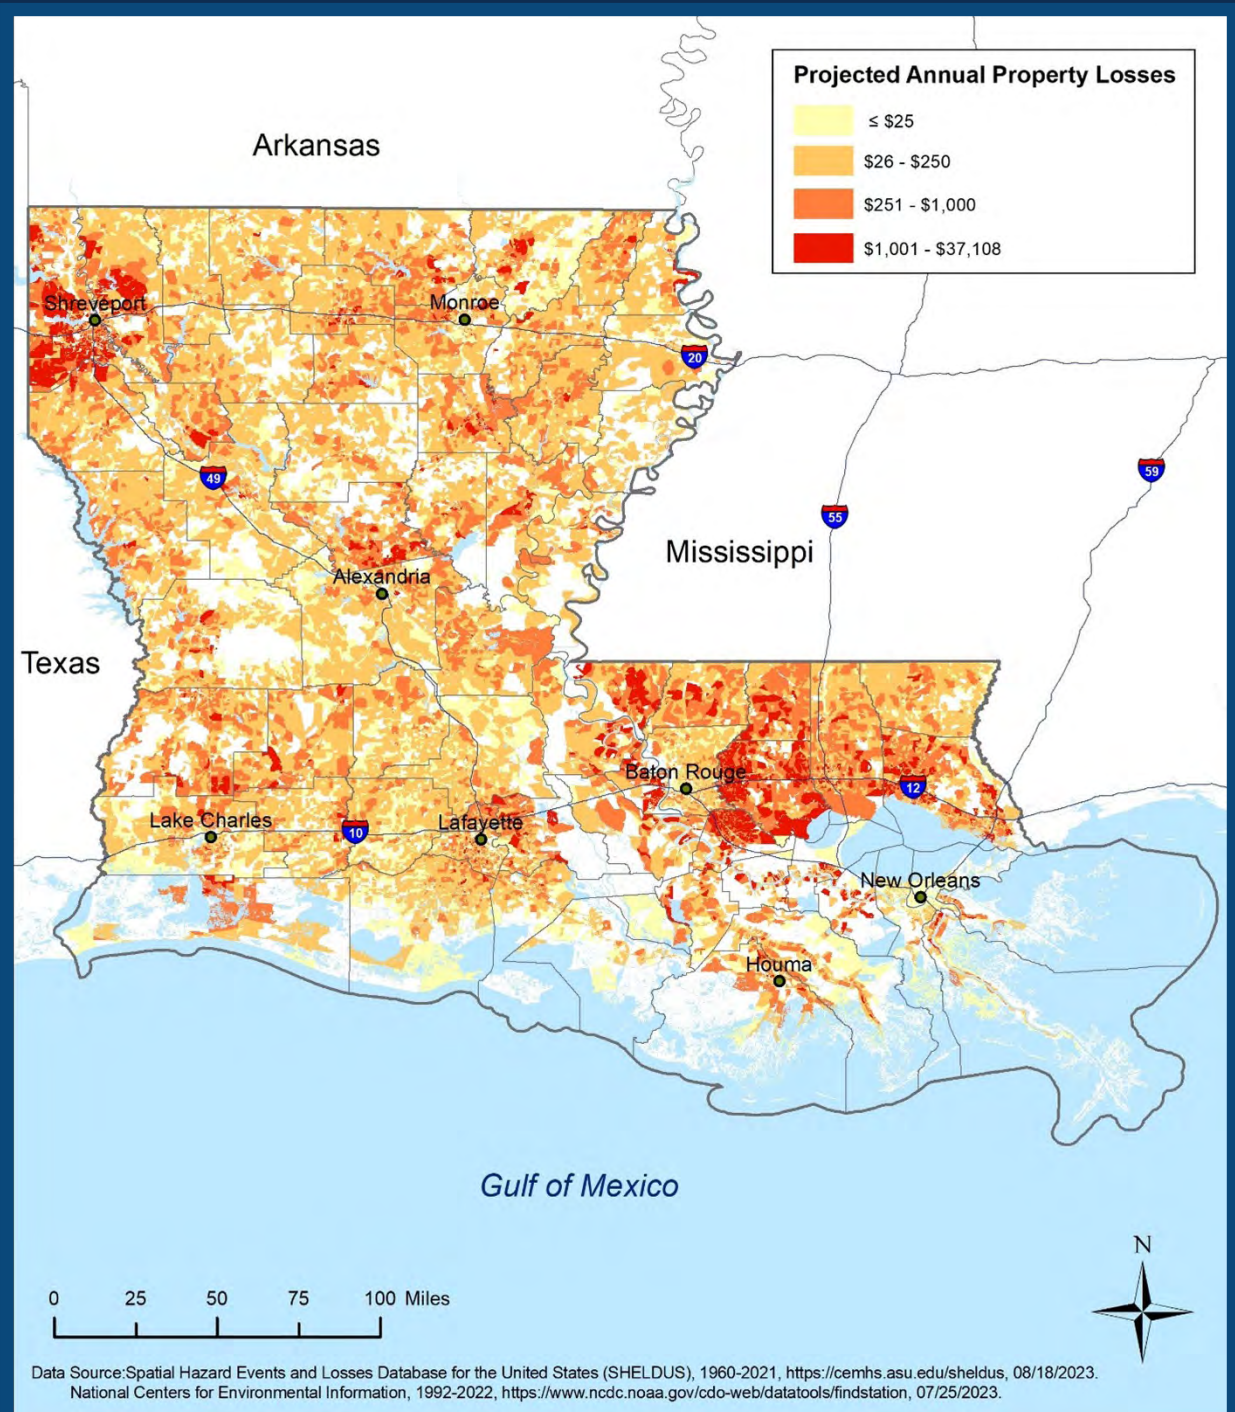 Projected Annual Property Losses
≤ $25
$26 - $250
$251 - $1,000
$1,001 - $37,108
Arkansas
Shreveport
Monroe
20
49
59
55
Mississippi
Alexandria
Texas
Baton Rouge
12
Lake Charles
10
Lafayette
New Orleans
Houma
Gulf of Mexico
N
0 25 50 75 100 Miles
Data Source:Spatial Hazard Events and Losses Database for the United States (SHELDUS), 1960-2021, https://cemhs.asu.edu/sheldus, 08/18/2023.
National Centers for Environmental Information, 1992-2022, https://www.ncdc.noaa.gov/cdo-web/datatools/findstation, 07/25/2023.